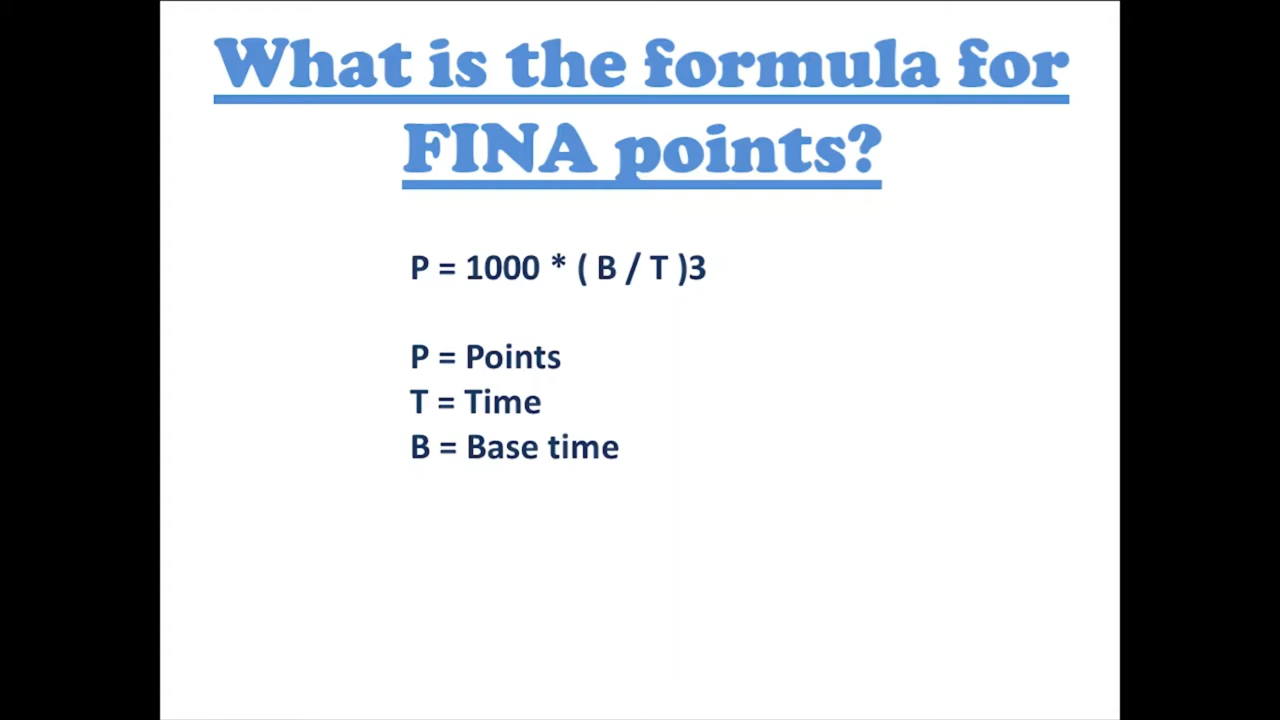 What is the formula for
FINA points?
P = 1000 * ( B / T )3
P = Points
T = Time
B = Base time